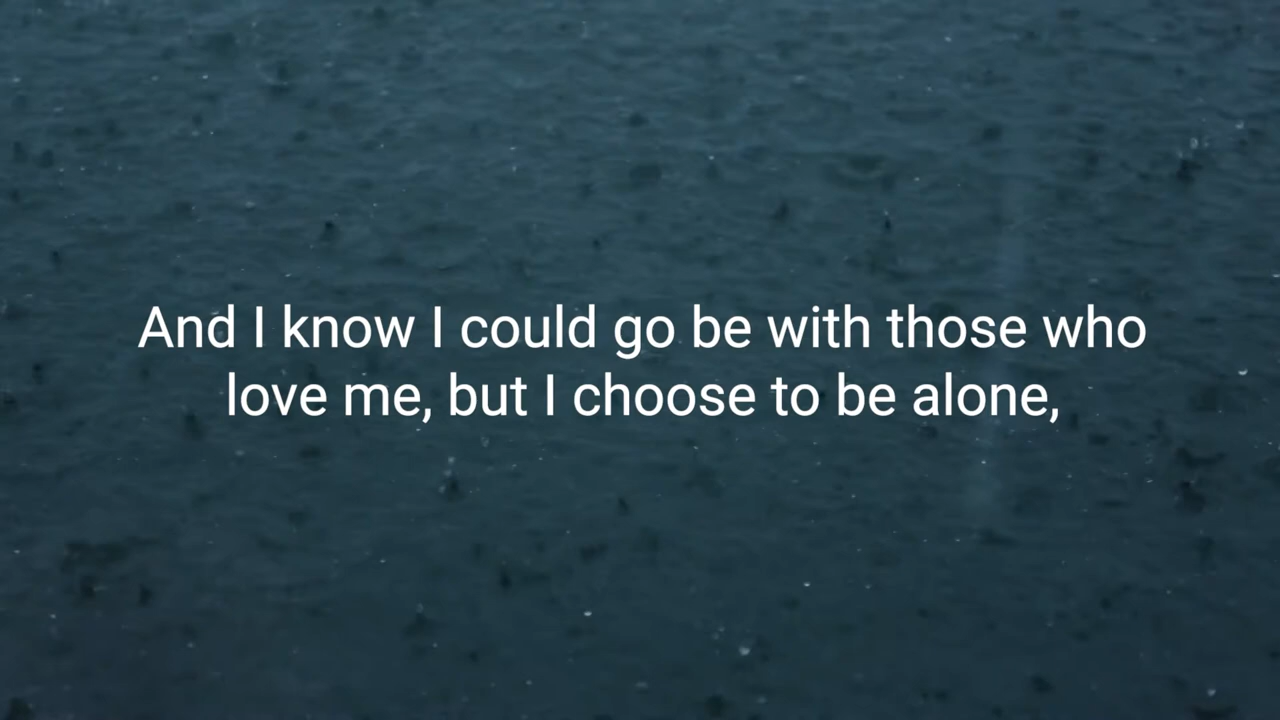 And I know I could go be with those who
love me, but I choose to be alone,